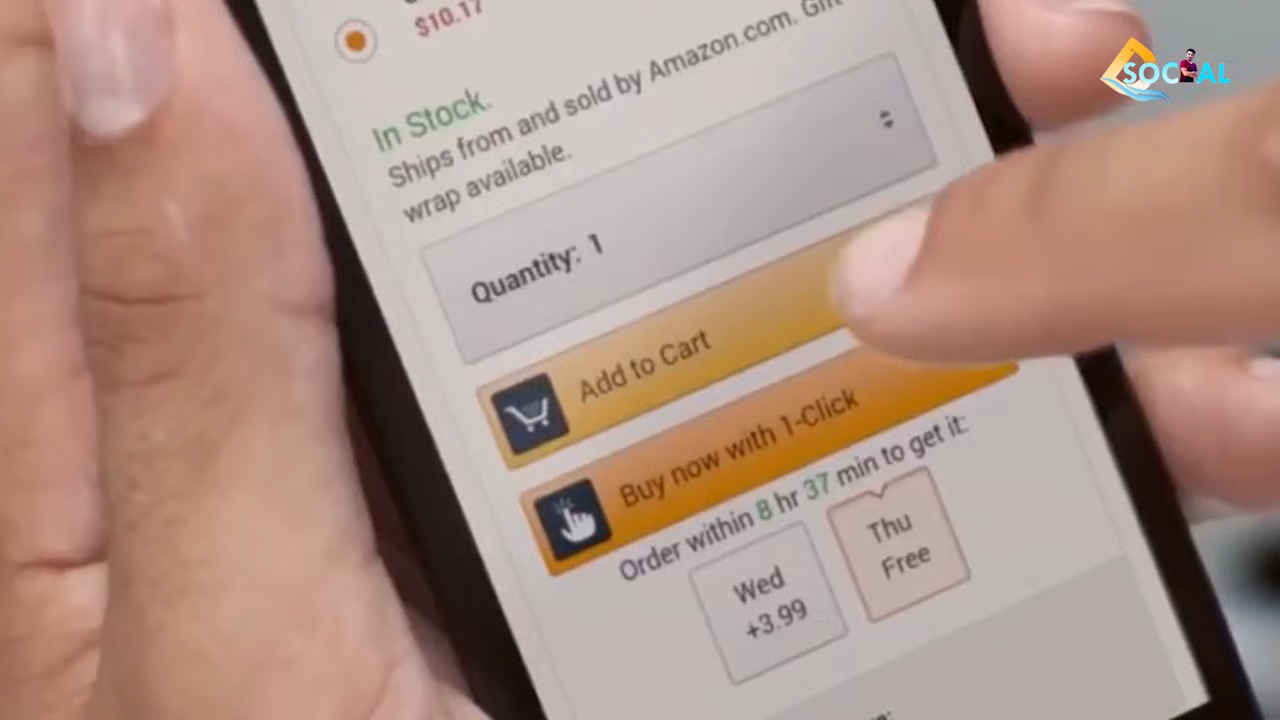 $10.17
In Stock.
Ships from and sold by Amazon.com. Gift
wrap available.
Quantity: 1
Add to Cart
Buy now with 1-Click
Order within 8 hr 37 min to get it:
Wed
+3.99
Thu
Free
SOCIAL